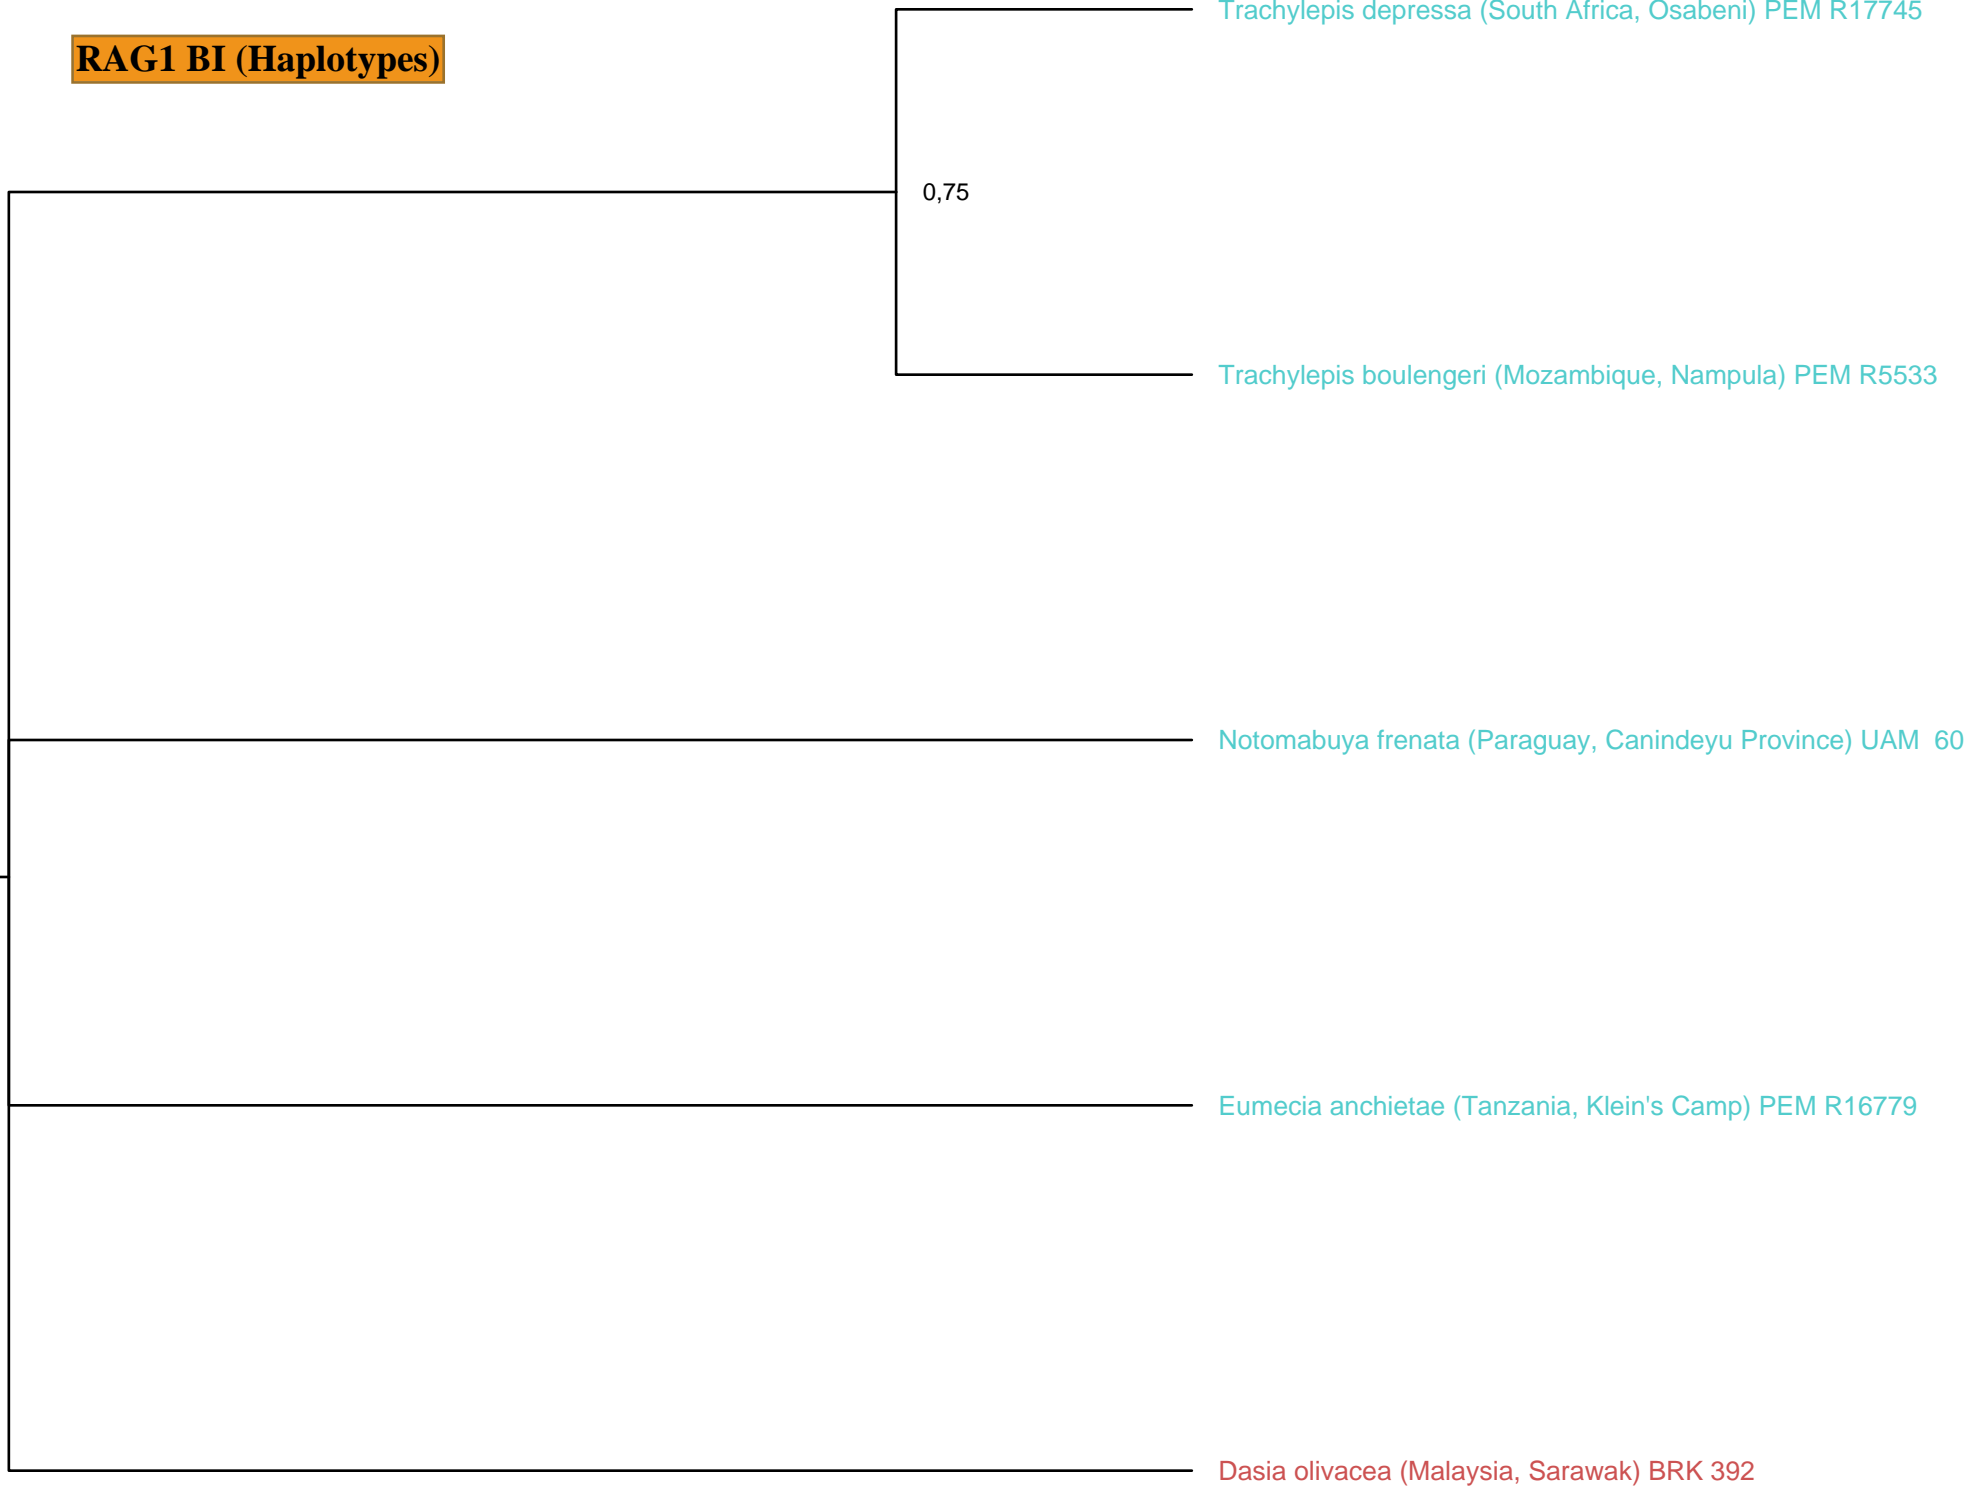 Trachylepis depressa (South Africa, Osabeni) PEM R17745
RAG1 BI (Haplotypes)
0,75
Trachylepis boulengeri (Mozambique, Nampula) PEM R5533
Notomabuya frenata (Paraguay, Canindeyu Province) UAM  60
Eumecia anchietae (Tanzania, Klein's Camp) PEM R16779
Dasia olivacea (Malaysia, Sarawak) BRK 392